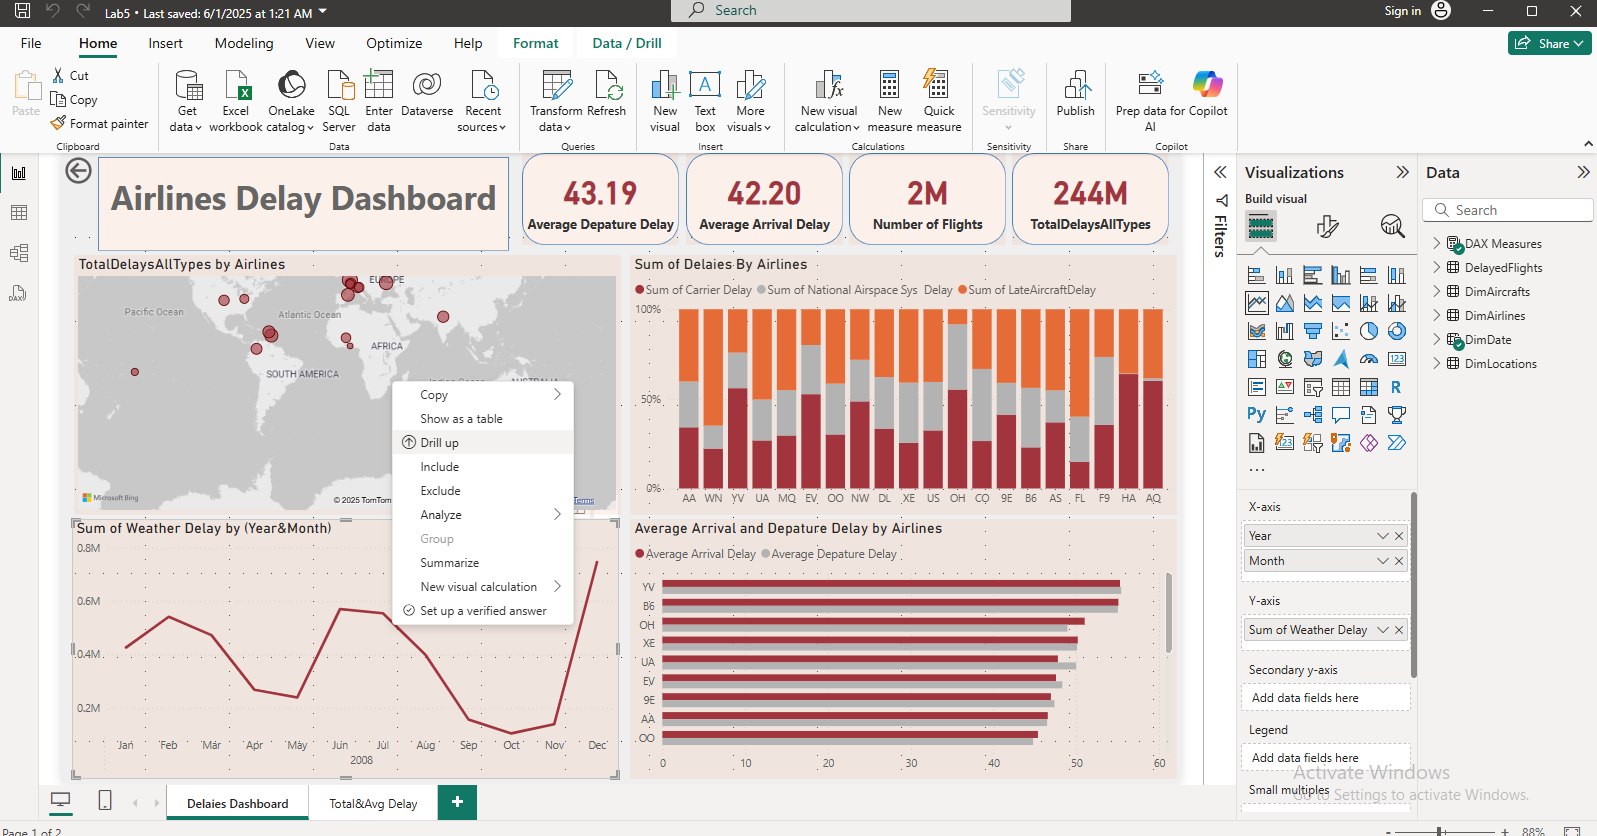 Lab5 • Last saved: 6/1/2025 at 1:21 AM
Search
Sign in
File Home Insert Modeling View Optimize Help Format Data / Drill
Share
Paste
Cut
Copy
Format painter
Clipboard
Get data
Excel workbook
OneLake catalog
SQL Server
Enter data
Dataverse
Recent sources
Data
Transform data
Refresh
Queries
New visual
Text box
More visuals
Insert
New visual calculation
New measure
Quick measure
Calculations
Sensitivity
Sensitivity
Publish
Share
Prep data for AI
Copilot
Copilot
Airlines Delay Dashboard
43.19
Average Depature Delay
42.20
Average Arrival Delay
2M
Number of Flights
244M
TotalDelaysAllTypes
TotalDelaysAllTypes by Airlines
EUROPE
Pacific Ocean
Atlantic Ocean
AFRICA
SOUTH AMERICA
Microsoft Bing
© 2025 TomTom
Terms
Copy
Show as a table
Drill up
Include
Exclude
Analyze
Group
Summarize
New visual calculation
Set up a verified answer
Sum of Delaies By Airlines
Sum of Carrier Delay Sum of National Airspace Sys Delay Sum of LateAircraftDelay
100%
50%
0%
AA WN YV UA MQ EV OO NW DL XE US OH CO 9E B6 AS FL F9 HA AQ
Sum of Weather Delay by (Year&Month)
0.8M
0.6M
0.4M
0.2M
Jan Feb Mar Apr May Jun Jul Aug Sep Oct Nov Dec
2008
Average Arrival and Depature Delay by Airlines
Average Arrival Delay Average Depature Delay
YV
B6
OH
XE
UA
EV
9E
AA
OO
0 10 20 30 40 50 60
Filters
Visualizations
Build visual
R
Py
123
...
X-axis
Year
Month
Y-axis
Sum of Weather Delay
Secondary y-axis
Add data fields here
Legend
Add data fields here
Small multiples
Data
Search
DAX Measures
DelayedFlights
DimAircrafts
DimAirlines
DimDate
DimLocations
Activate Windows
Go to Settings to activate Windows.
Delaies Dashboard
Total&Avg Delay
Page 1 of 2
88%